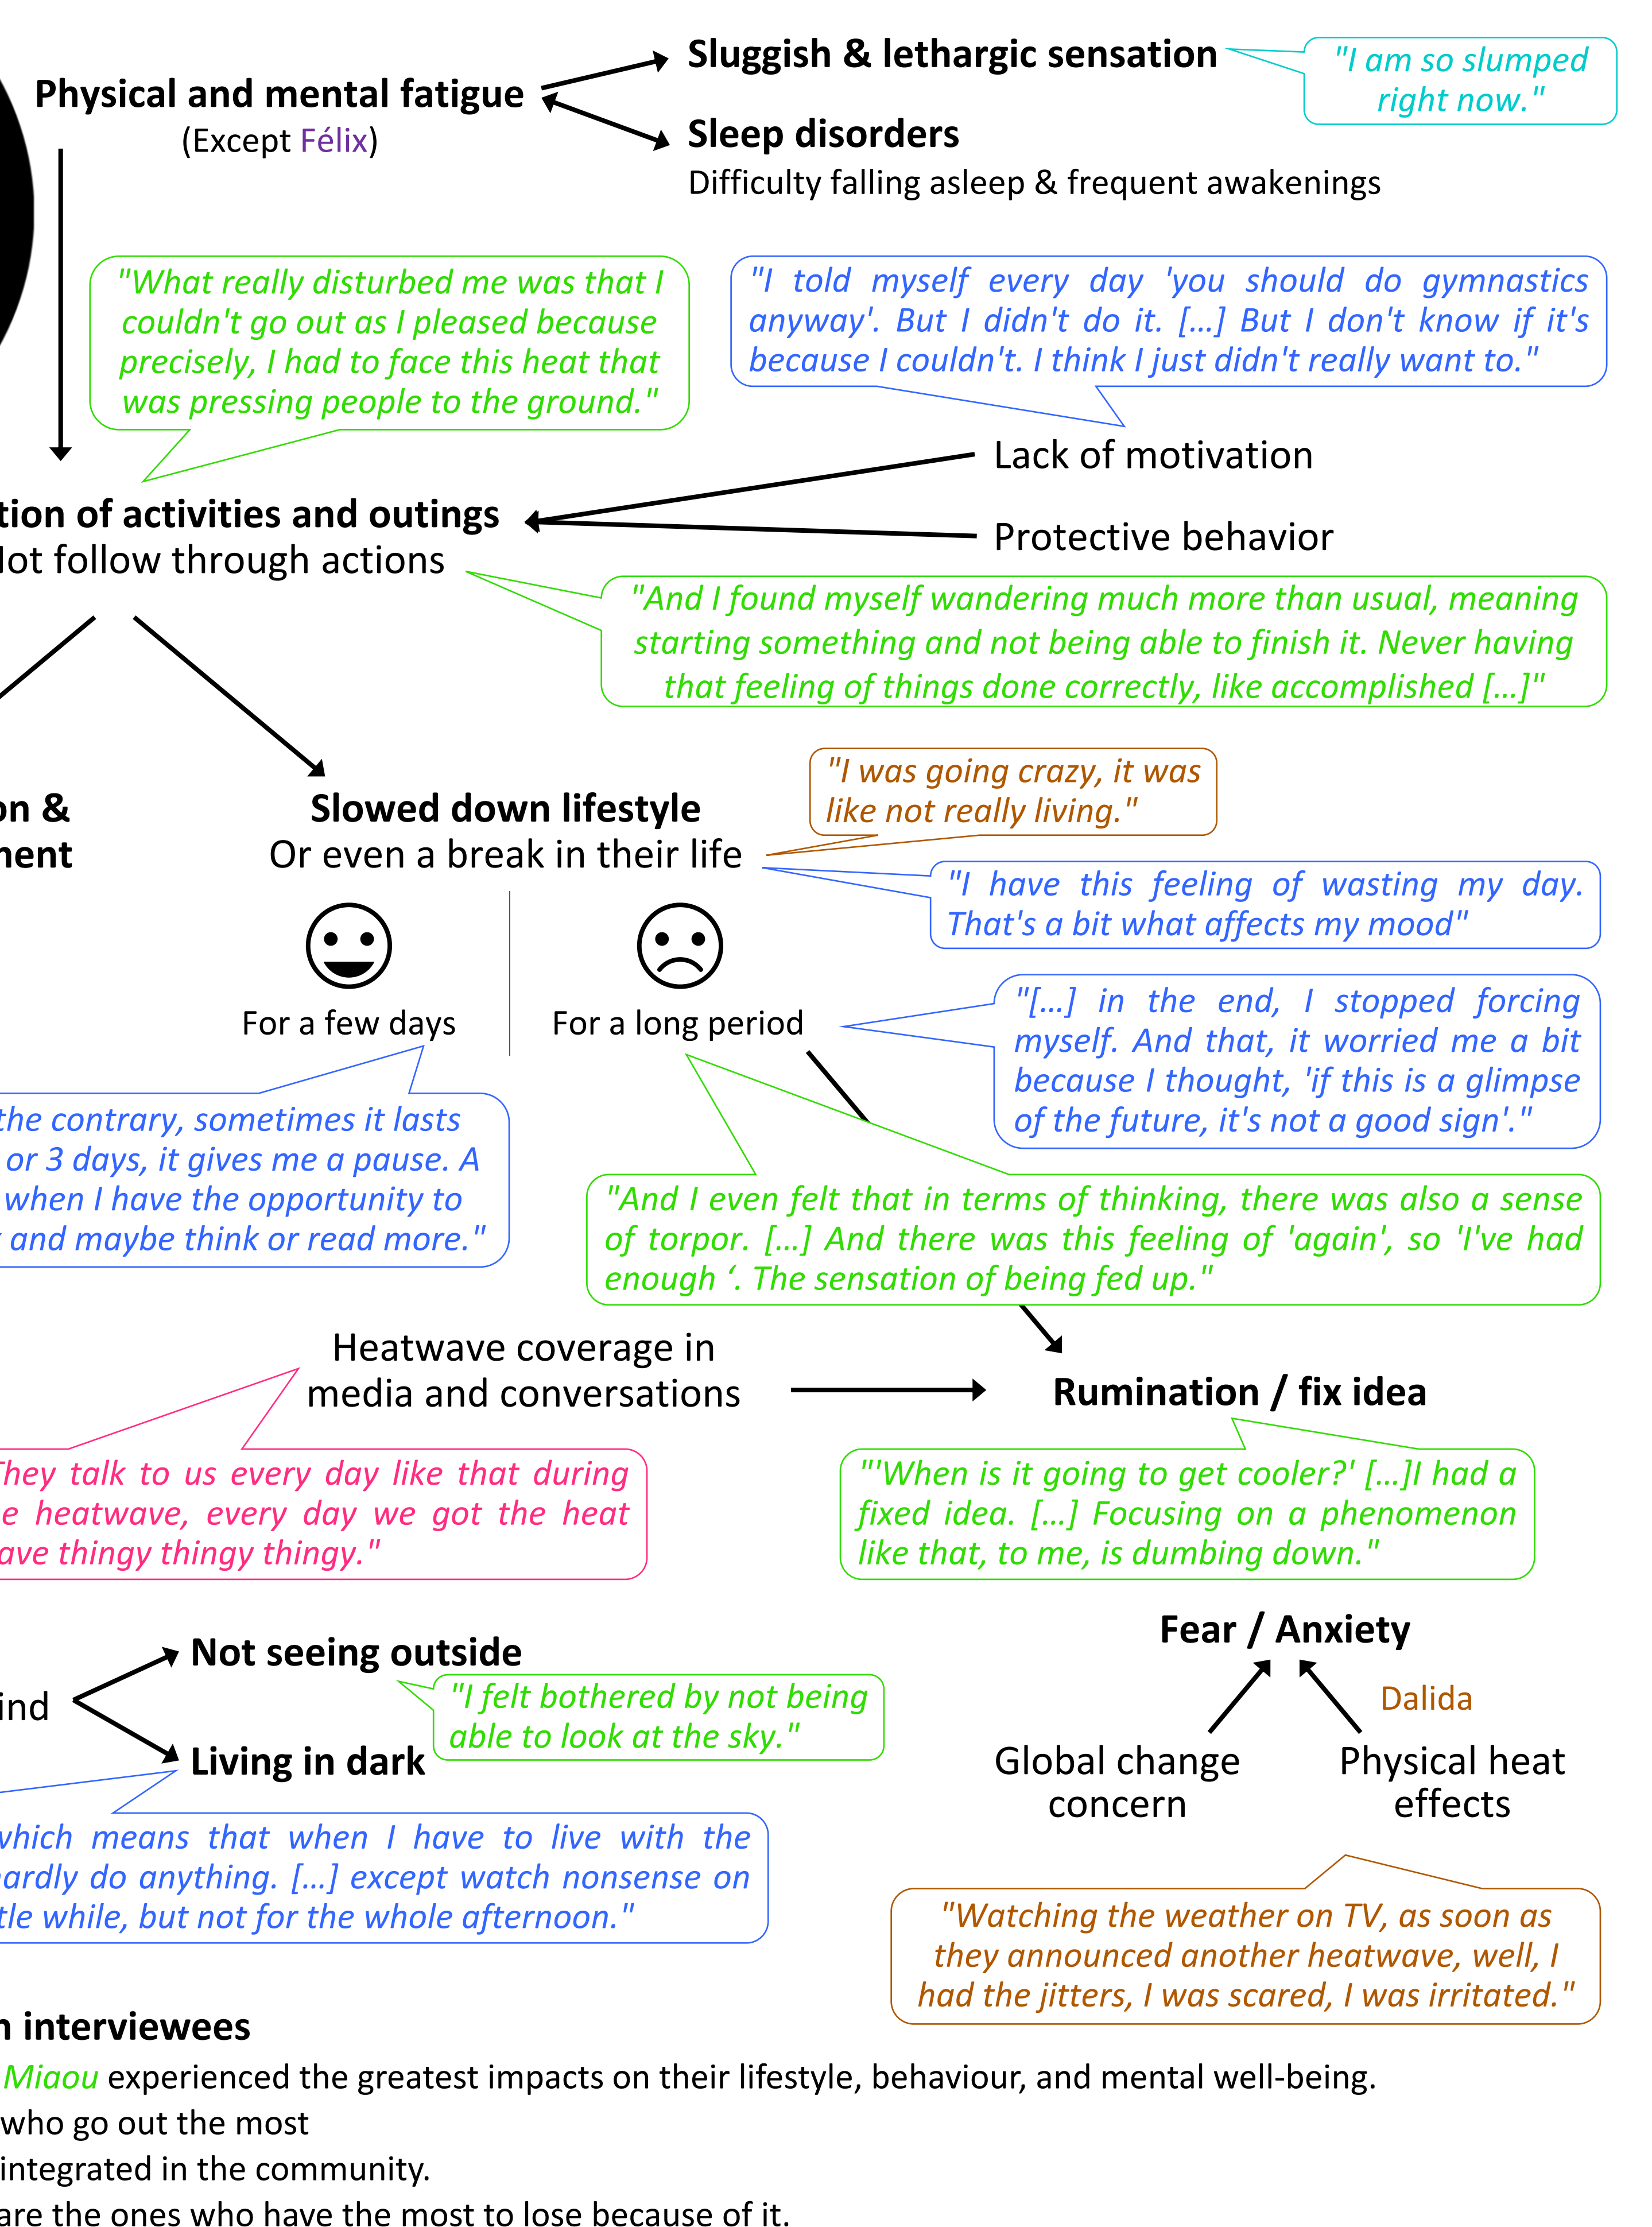 Physical and mental fatigue
(Except Félix)
Sluggish & lethargic sensation
"I am so slumped
right now."
Sleep disorders
Difficulty falling asleep & frequent awakenings
"What really disturbed me was that I
couldn't go out as I pleased because
precisely, I had to face this heat that
was pressing people to the ground."
"I told myself every day 'you should do gymnastics
anyway'. But I didn't do it. [...] But I don't know if it's
because I couldn't. I think I just didn't really want to."
Lack of motivation
Protective behavior
tion of activities and outings
ot follow through actions
"And I found myself wandering much more than usual, meaning
starting something and not being able to finish it. Never having
that feeling of things done correctly, like accomplished [...]"
on &
ment
Slowed down lifestyle
Or even a break in their life
"I was going crazy, it was
like not really living."
"I have this feeling of wasting my day.
That's a bit what affects my mood"
For a few days
For a long period
"[...] in the end, I stopped forcing
myself. And that, it worried me a bit
because I thought, 'if this is a glimpse
of the future, it's not a good sign'."
the contrary, sometimes it lasts
or 3 days, it gives me a pause. A
when I have the opportunity to
and maybe think or read more."
"And I even felt that in terms of thinking, there was also a sense
of torpor. [...] And there was this feeling of 'again', so 'I've had
enough ‘. The sensation of being fed up."
Heatwave coverage in
media and conversations
Rumination / fix idea
They talk to us every day like that during
e heatwave, every day we got the heat
ave thingy thingy thingy."
"'When is it going to get cooler?' [...]I had a
fixed idea. [...] Focusing on a phenomenon
like that, to me, is dumbing down."
ind
Not seeing outside
"I felt bothered by not being
able to look at the sky."
Living in dark
Fear / Anxiety
Dalida
Global change
concern
Physical heat
effects
which means that when I have to live with the
hardly do anything. [...] except watch nonsense on
tle while, but not for the whole afternoon."
"Watching the weather on TV, as soon as
they announced another heatwave, well, I
had the jitters, I was scared, I was irritated."
n interviewees
Miaou experienced the greatest impacts on their lifestyle, behaviour, and mental well-being.
who go out the most
integrated in the community.
are the ones who have the most to lose because of it.